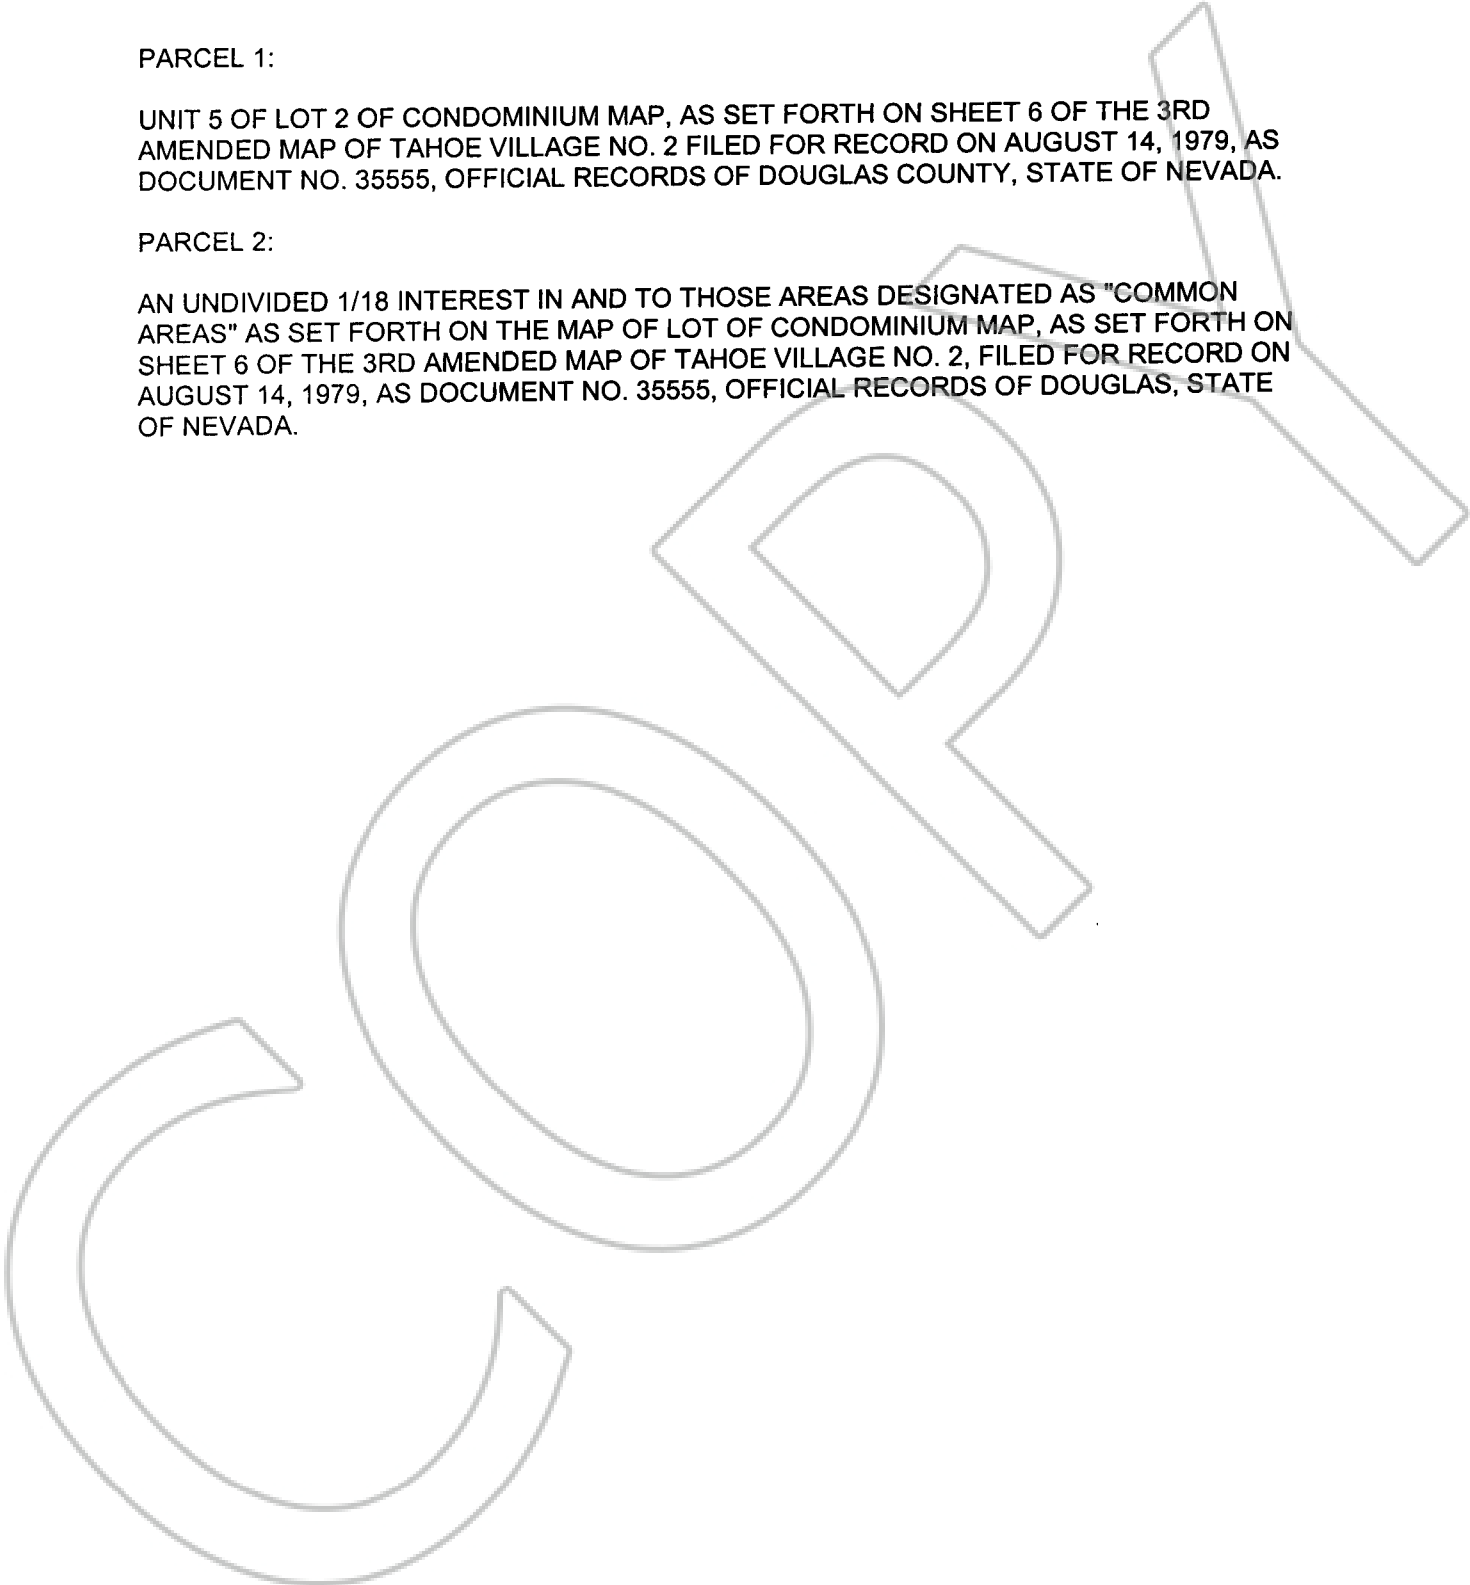 PARCEL 1:
UNIT 5 OF LOT 2 OF CONDOMINIUM MAP, AS SET FORTH ON SHEET 6 OF THE 3RD
AMENDED MAP OF TAHOE VILLAGE NO. 2 FILED FOR RECORD ON AUGUST 14, 1979, AS
DOCUMENT NO. 35555, OFFICIAL RECORDS OF DOUGLAS COUNTY, STATE OF NEVADA.
PARCEL 2:
AN UNDIVIDED 1/18 INTEREST IN AND TO THOSE AREAS DESIGNATED AS "COMMON
AREAS" AS SET FORTH ON THE MAP OF LOT OF CONDOMINIUM MAP, AS SET FORTH ON
SHEET 6 OF THE 3RD AMENDED MAP OF TAHOE VILLAGE NO. 2, FILED FOR RECORD ON
AUGUST 14, 1979, AS DOCUMENT NO. 35555, OFFICIAL RECORDS OF DOUGLAS, STATE
OF NEVADA.
COPY